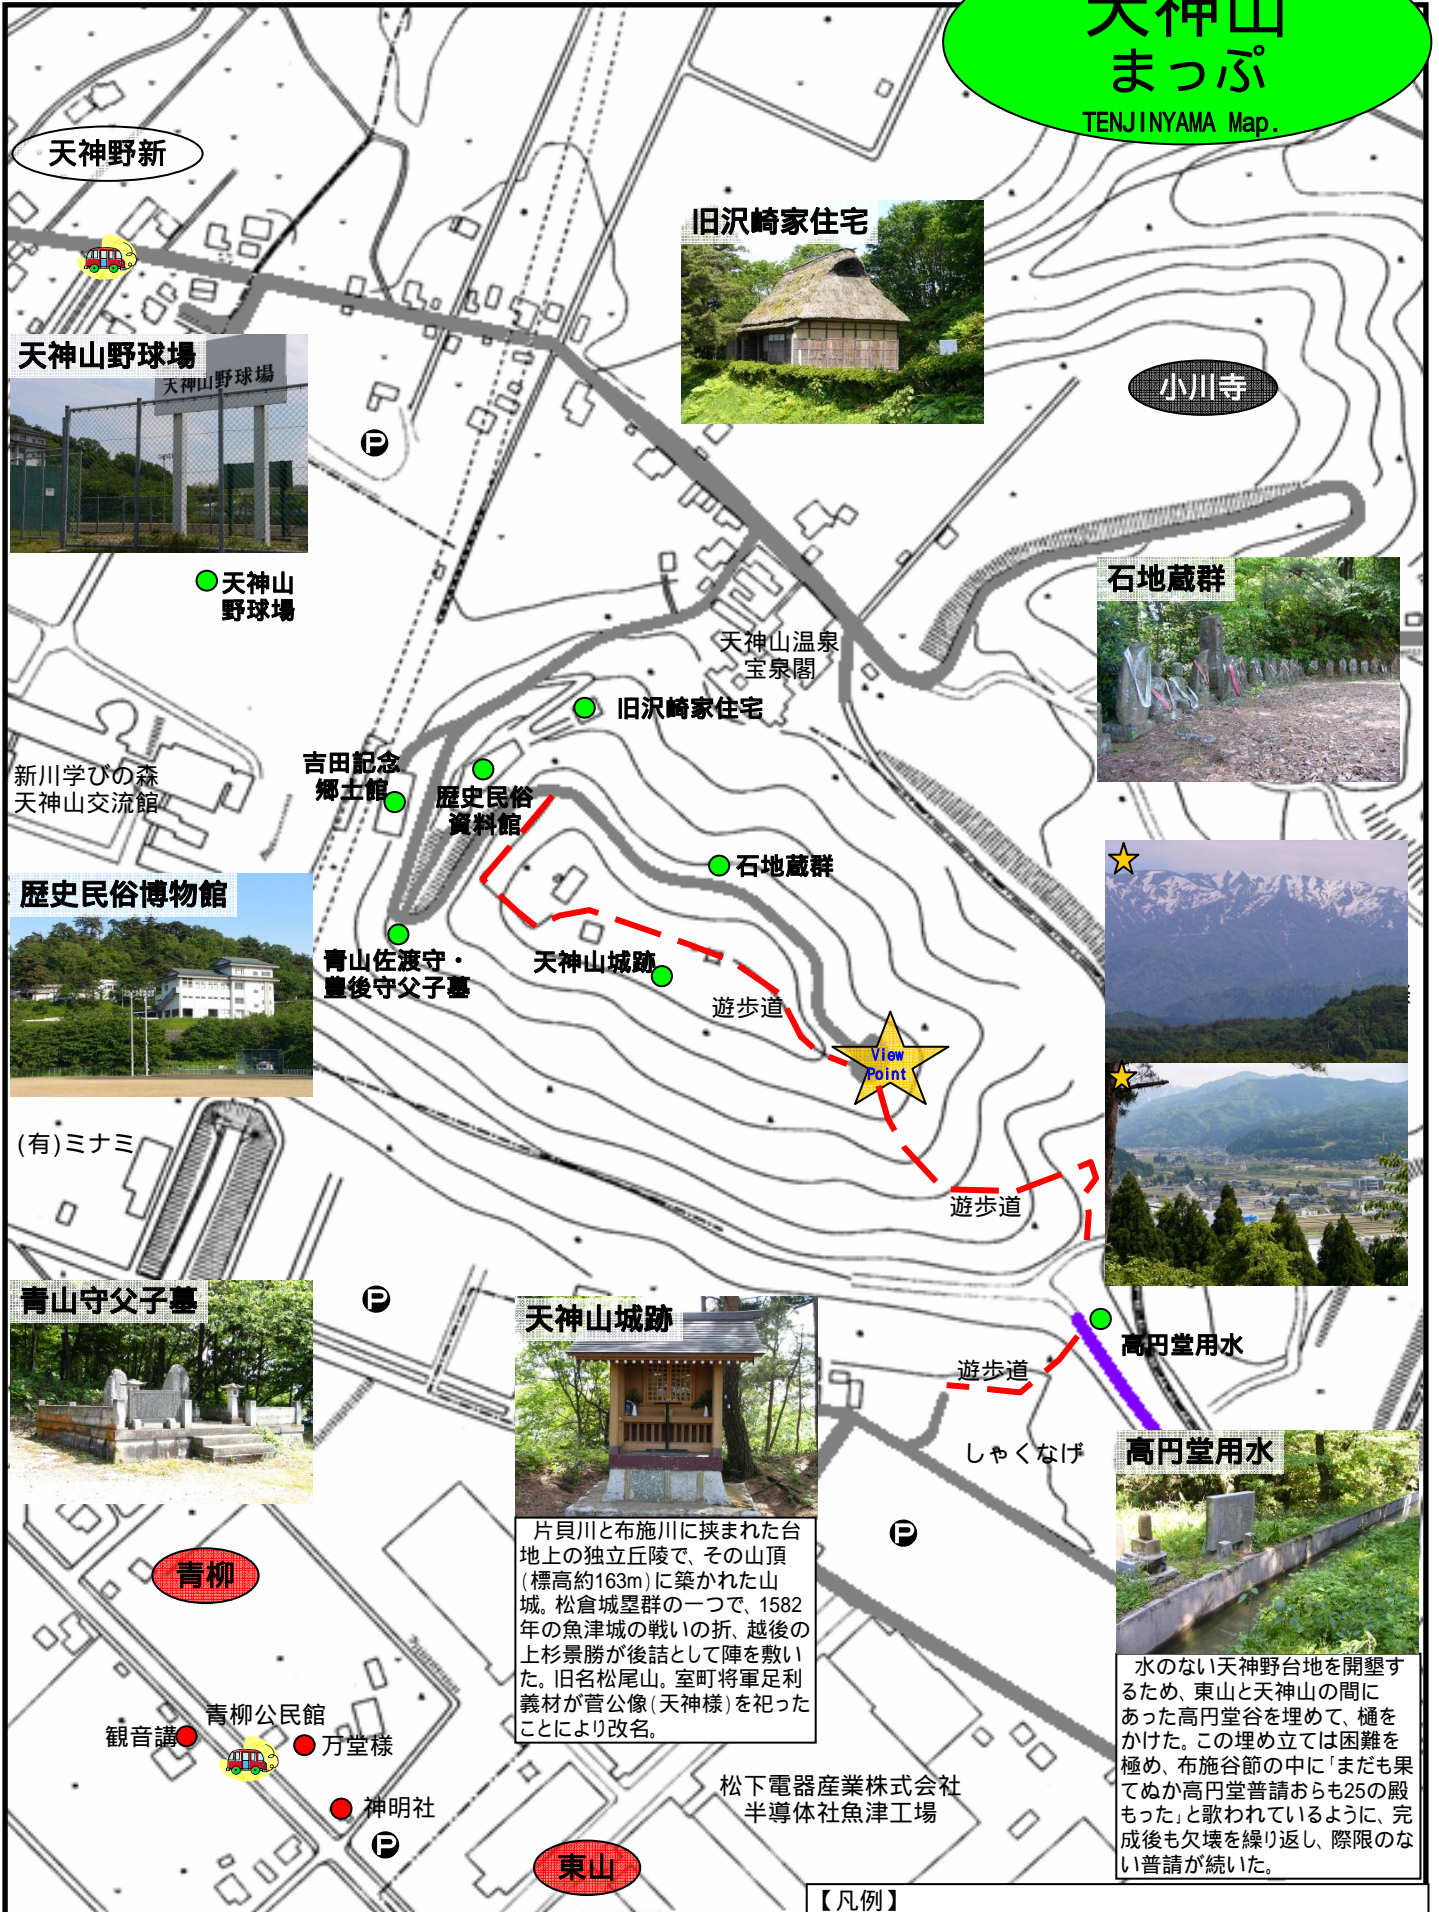 天神山
まっぷ
TENJINYAMA Map.
天神野新
旧沢崎家住宅
小川寺
天神山野球場
天神山野球場
天神山
野球場
石地蔵群
天神山温泉
宝泉閣
旧沢崎家住宅
吉田記念
郷土館
歴史民俗
資料館
新川学びの森
天神山交流館
石地蔵群
歴史民俗博物館
青山佐渡守・
豊後守父子墓
天神山城跡
遊歩道
View
Point
(有)ミナミ
遊歩道
青山守父子墓
天神山城跡
高円堂用水
遊歩道
しゃくなげ
高円堂用水
片貝川と布施川に挟まれた台
地上の独立丘陵で、その山頂
(標高約163m)に築かれた山
城。松倉城塁群の一つで、1582
年の魚津城の戦いの折、越後の
上杉景勝が後詰として陣を敷い
た。旧名松尾山。室町将軍足利
義材が菅公像(天神様)を祀った
ことにより改名。
青柳
水のない天神野台地を開墾す
るため、東山と天神山の間に
あった高円堂谷を埋めて、樋を
かけた。この埋め立ては困難を
極め、布施谷節の中に「まだも果
てぬか高円堂普請おらも25の殿
もった」と歌われているように、完
成後も欠壊を繰り返し、際限のな
い普請が続いた。
青柳公民館
観音講
万堂様
神明社
松下電器産業株式会社
半導体社魚津工場
東山
P
P
P
P
【凡例】